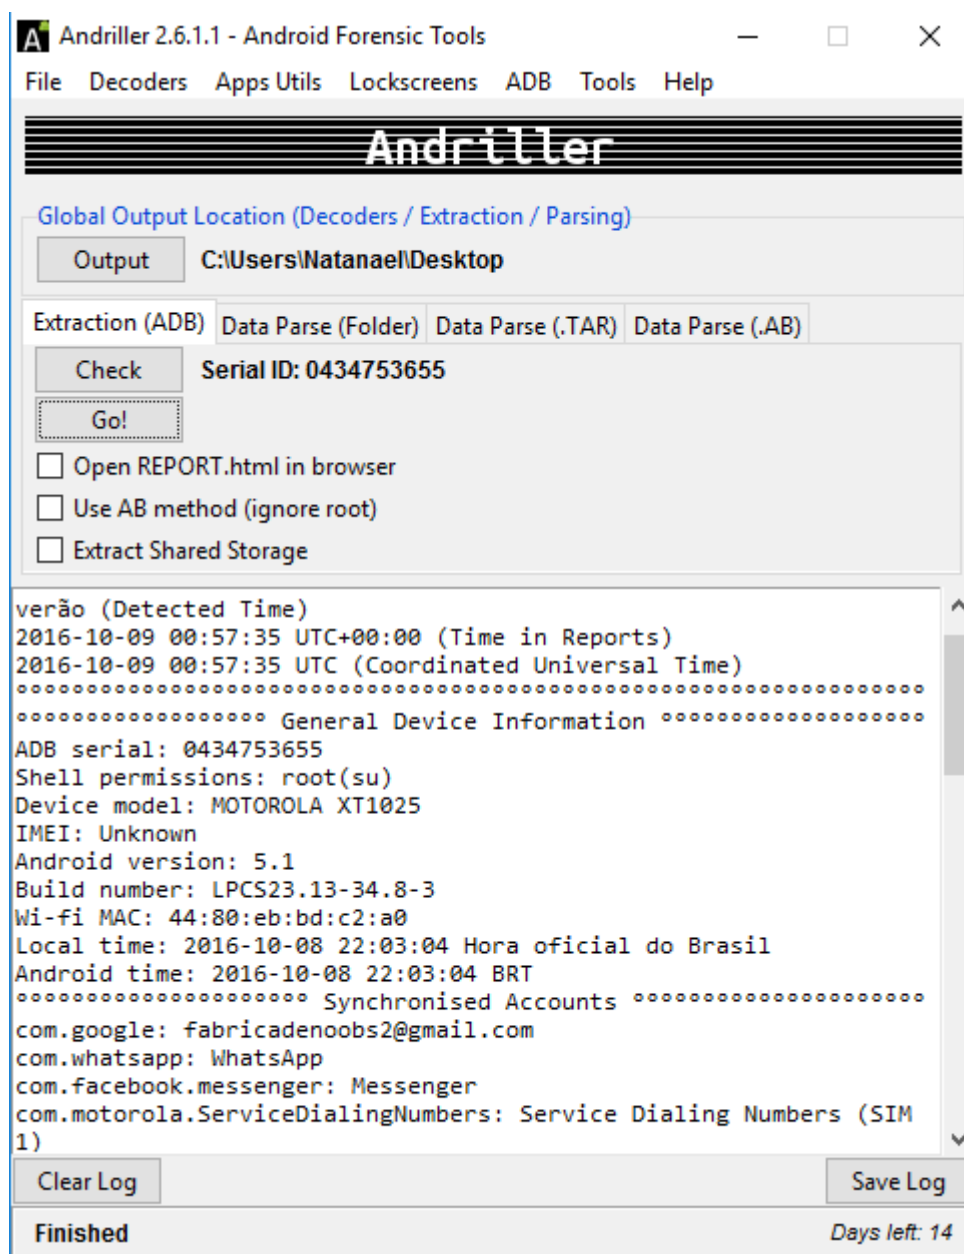 Andriller 2.6.1.1 - Android Forensic Tools
File Decoders Apps Utils Lockscreens ADB Tools Help
Andriller
Global Output Location (Decoders / Extraction / Parsing)
Output C:\Users\Natanael\Desktop
Extraction (ADB) Data Parse (Folder) Data Parse (.TAR) Data Parse (.AB)
Check Serial ID: 0434753655
Go!
Open REPORT.html in browser
Use AB method (ignore root)
Extract Shared Storage
verão (Detected Time)
2016-10-09 00:57:35 UTC+00:00 (Time in Reports)
2016-10-09 00:57:35 UTC (Coordinated Universal Time)
°°°°°°°°°°°°°°°°°°°°°°°°°°°°°°°°°°°°°°°°°°°°°°°°°°°°°°°°°°°°°°°°°
°°°°°°°°°°°°°°°°°° General Device Information °°°°°°°°°°°°°°°°°°°
ADB serial: 0434753655
Shell permissions: root(su)
Device model: MOTOROLA XT1025
IMEI: Unknown
Android version: 5.1
Build number: LPCS23.13-34.8-3
Wi-fi MAC: 44:80:eb:bd:c2:a0
Local time: 2016-10-08 22:03:04 Hora oficial do Brasil
Android time: 2016-10-08 22:03:04 BRT
°°°°°°°°°°°°°°°°°°°°° Synchronised Accounts °°°°°°°°°°°°°°°°°°°°°
com.google: fabricadenoobs2@gmail.com
com.whatsapp: WhatsApp
com.facebook.messenger: Messenger
com.motorola.ServiceDialingNumbers: Service Dialing Numbers (SIM
1)
Clear Log Save Log
Finished Days left: 14